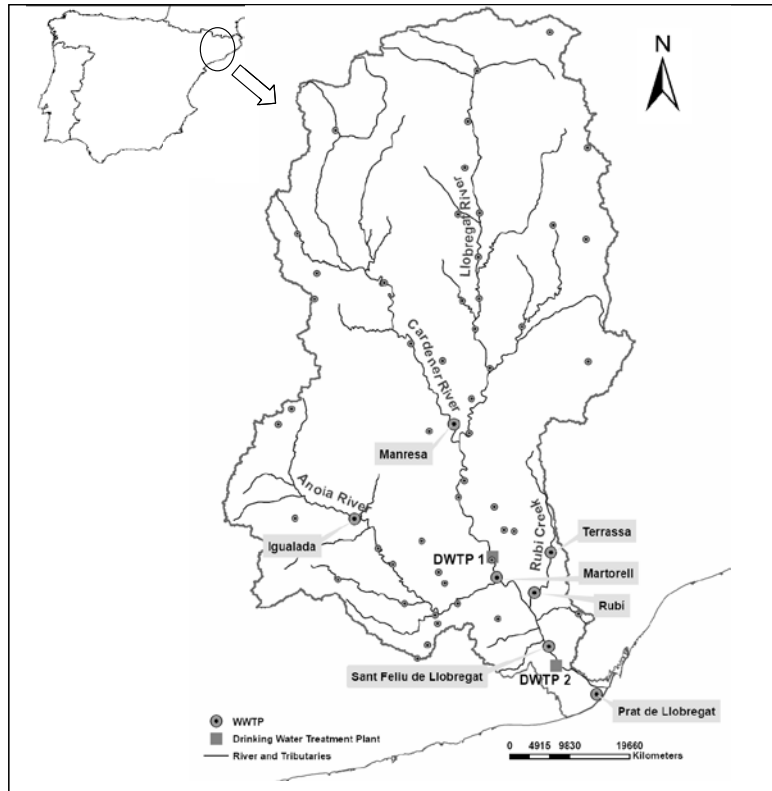 N
Llobregat River
Cardener River
Manresa
Anoia River
Igualada
Rubí Creek
Terrassa
DWTP 1
Martorell
Rubí
Sant Feliu de Llobregat
DWTP 2
Prat de Llobregat
WWTP
Drinking Water Treatment Plant
River and Tributaries
0 4915 9830 19660
Kilometers